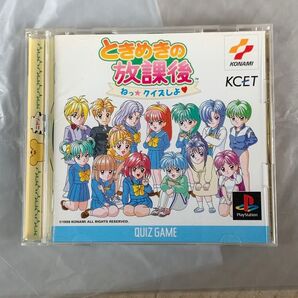 ときめきの
放課後
ねっ★クイズしよ♥
KONAMI
KCET
©1998 KONAMI ALL RIGHTS RESERVED.
PlayStation
QUIZ GAME